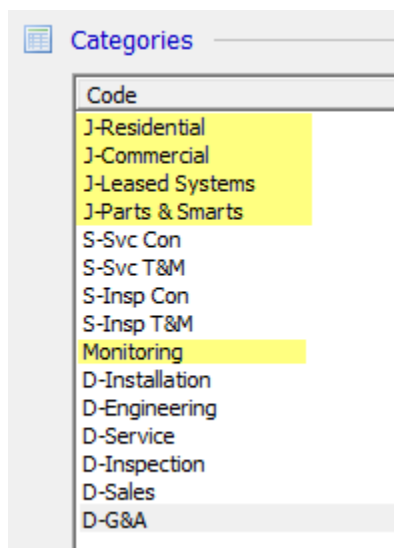 Categories
Code
J-Residential
J-Commercial
J-Leased Systems
J-Parts & Smarts
S-Svc Con
S-Svc T&M
S-Insp Con
S-Insp T&M
Monitoring
D-Installation
D-Engineering
D-Service
D-Inspection
D-Sales
D-G&A